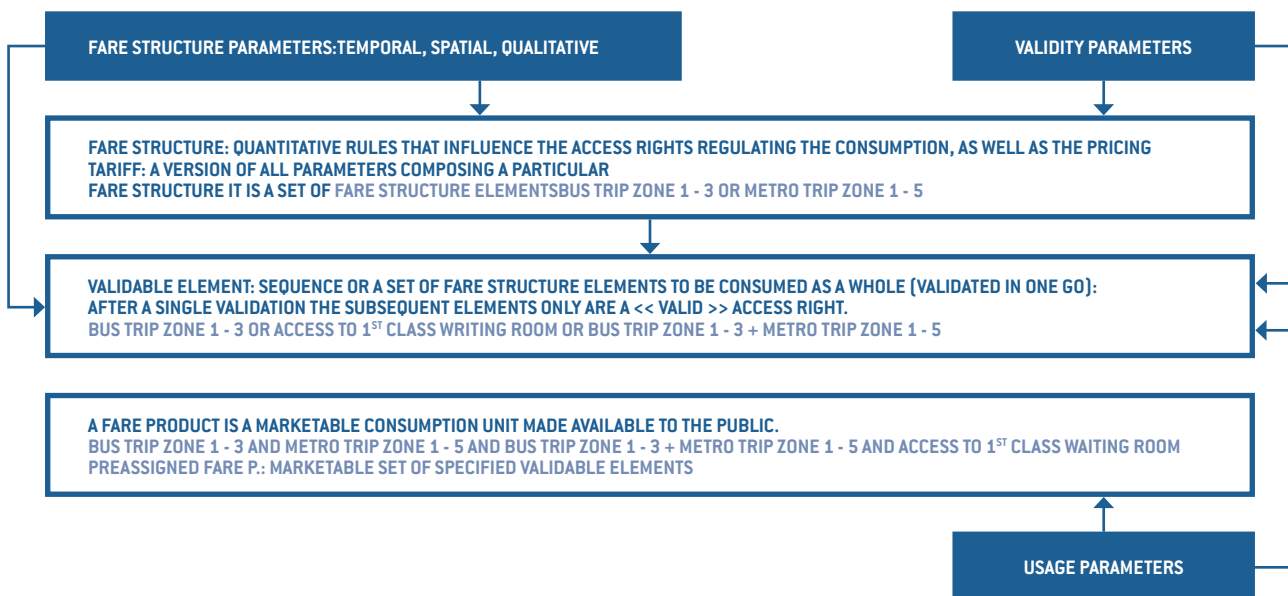 FARE STRUCTURE PARAMETERS:TEMPORAL, SPATIAL, QUALITATIVE
VALIDITY PARAMETERS
FARE STRUCTURE: QUANTITATIVE RULES THAT INFLUENCE THE ACCESS RIGHTS REGULATING THE CONSUMPTION, AS WELL AS THE PRICING
TARIFF: A VERSION OF ALL PARAMETERS COMPOSING A PARTICULAR
FARE STRUCTURE IT IS A SET OF FARE STRUCTURE ELEMENTSBUS TRIP ZONE 1 - 3 OR METRO TRIP ZONE 1 - 5
VALIDABLE ELEMENT: SEQUENCE OR A SET OF FARE STRUCTURE ELEMENTS TO BE CONSUMED AS A WHOLE (VALIDATED IN ONE GO):
AFTER A SINGLE VALIDATION THE SUBSEQUENT ELEMENTS ONLY ARE A << VALID >> ACCESS RIGHT.
BUS TRIP ZONE 1 - 3 OR ACCESS TO 1ST CLASS WRITING ROOM OR BUS TRIP ZONE 1 - 3 + METRO TRIP ZONE 1 - 5
A FARE PRODUCT IS A MARKETABLE CONSUMPTION UNIT MADE AVAILABLE TO THE PUBLIC.
BUS TRIP ZONE 1 - 3 AND METRO TRIP ZONE 1 - 5 AND BUS TRIP ZONE 1 - 3 + METRO TRIP ZONE 1 - 5 AND ACCESS TO 1ST CLASS WAITING ROOM
PREASSIGNED FARE P.: MARKETABLE SET OF SPECIFIED VALIDABLE ELEMENTS
USAGE PARAMETERS